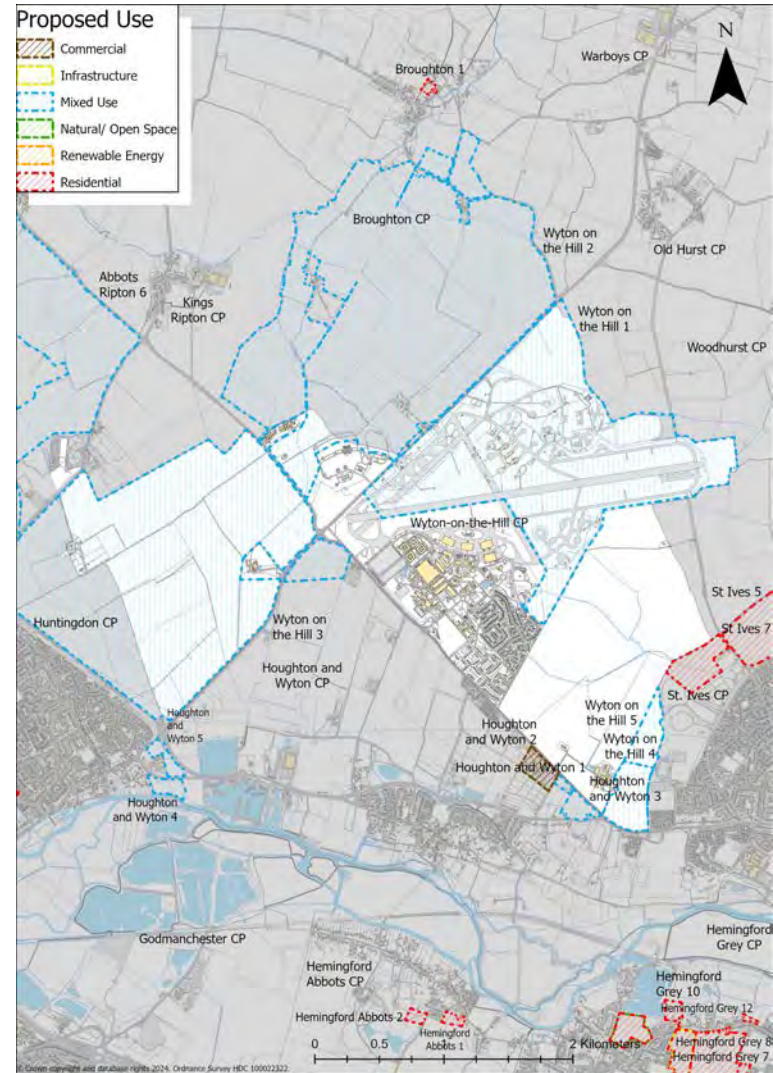 Proposed Use
Commercial
Infrastructure
Mixed Use
Natural/ Open Space
Renewable Energy
Residential
N
Warboys CP
Broughton 1
Broughton CP
Wyton on
the Hill 2
Old Hurst CP
Abbots
Ripton 6
Kings
Ripton CP
Wyton on
the Hill 1
Woodhurst CP
Wyton-on-the-Hill CP
Huntingdon CP
Wyton on
the Hill 3
Houghton and
Wyton CP
St Ives 5
St Ives 7
St. Ives CP
Houghton
and
Wyton 5
Wyton on
the Hill 5
Houghton
and Wyton 2
Wyton on
the Hill 4
Houghton and Wyton 1
Houghton
and Wyton 3
Houghton
and Wyton 4
Godmanchester CP
Hemingford
Grey CP
Hemingford
Abbots CP
Hemingford
Grey 10
Hemingford Grey 12
Hemingford Abbots 2
Hemingford
Abbots 1
Hemingford Grey 8
Hemingford Grey 7
0 0.5 1 2 Kilometers
© Crown copyright and database rights 2024. Ordnance Survey HDC 100022322